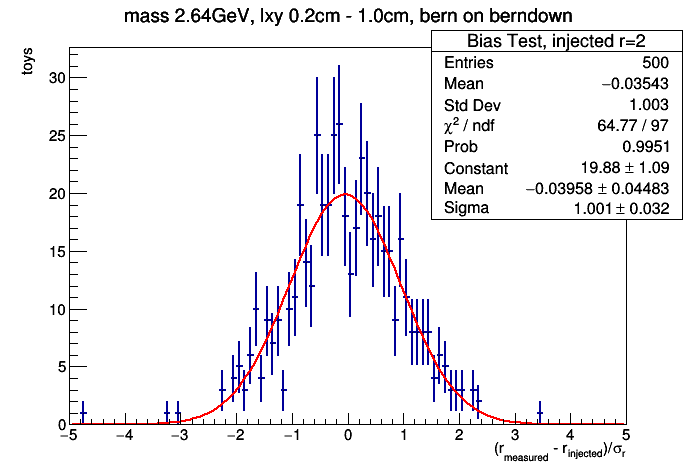 mass 2.64GeV, lxy 0.2cm - 1.0cm, bern on berndown
Bias Test, injected r=2
Entries 500
Mean −0.03543
Std Dev 1.003
χ² / ndf 64.77 / 97
Prob 0.9951
Constant 19.88 ± 1.09
Mean −0.03958 ± 0.04483
Sigma 1.001 ± 0.032
toys
30
25
20
15
10
5
0
−5 −4 −3 −2 −1 0 1 2 3 4 5
(r_measured - r_injected)/σ_r